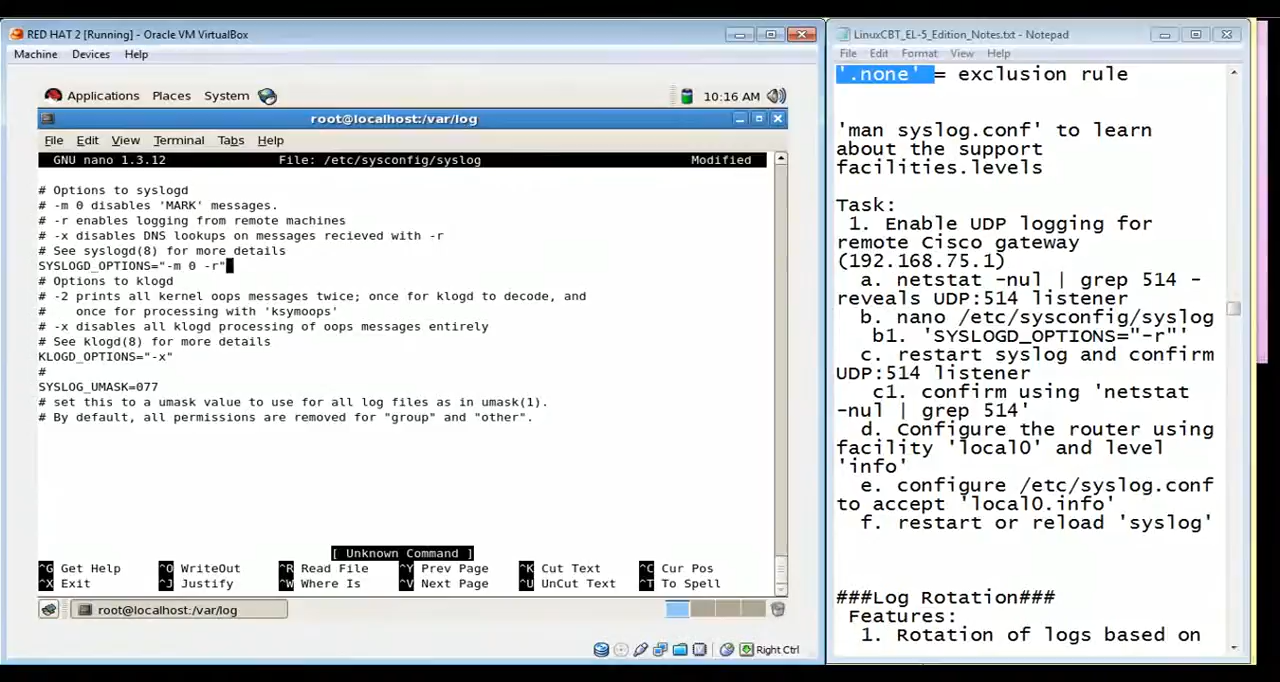 RED HAT 2 [Running] - Oracle VM VirtualBox
Machine Devices Help
Applications Places System
10:16 AM
root@localhost:/var/log
File Edit View Terminal Tabs Help
GNU nano 1.3.12 File: /etc/sysconfig/syslog Modified
# Options to syslogd
# -m 0 disables 'MARK' messages.
# -r enables logging from remote machines
# -x disables DNS lookups on messages recieved with -r
# See syslogd(8) for more details
SYSLOGD_OPTIONS="-m 0 -r"
# Options to klogd
# -2 prints all kernel oops messages twice; once for klogd to decode, and
# once for processing with 'ksymoops'
# -x disables all klogd processing of oops messages entirely
# See klogd(8) for more details
KLOGD_OPTIONS="-x"
#
SYSLOG_UMASK=077
# set this to a umask value to use for all log files as in umask(1).
# By default, all permissions are removed for "group" and "other".
[ Unknown Command ]
^G Get Help ^O WriteOut ^R Read File ^Y Prev Page ^K Cut Text ^C Cur Pos
^X Exit ^J Justify ^W Where Is ^V Next Page ^U UnCut Text ^T To Spell
root@localhost:/var/log
Right Ctrl
LinuxCBT_EL-5_Edition_Notes.txt - Notepad
File Edit Format View Help
'.none' = exclusion rule
'man syslog.conf' to learn
about the support
facilities.levels
Task:
1. Enable UDP logging for
remote Cisco gateway
(192.168.75.1)
a. netstat -nul | grep 514 -
reveals UDP:514 listener
b. nano /etc/sysconfig/syslog
b1. 'SYSLOGD_OPTIONS="-r"'
c. restart syslog and confirm
UDP:514 listener
c1. confirm using 'netstat
-nul | grep 514'
d. Configure the router using
facility 'local0' and level
'info'
e. configure /etc/syslog.conf
to accept 'local0.info'
f. restart or reload 'syslog'
###Log Rotation###
Features:
1. Rotation of logs based on